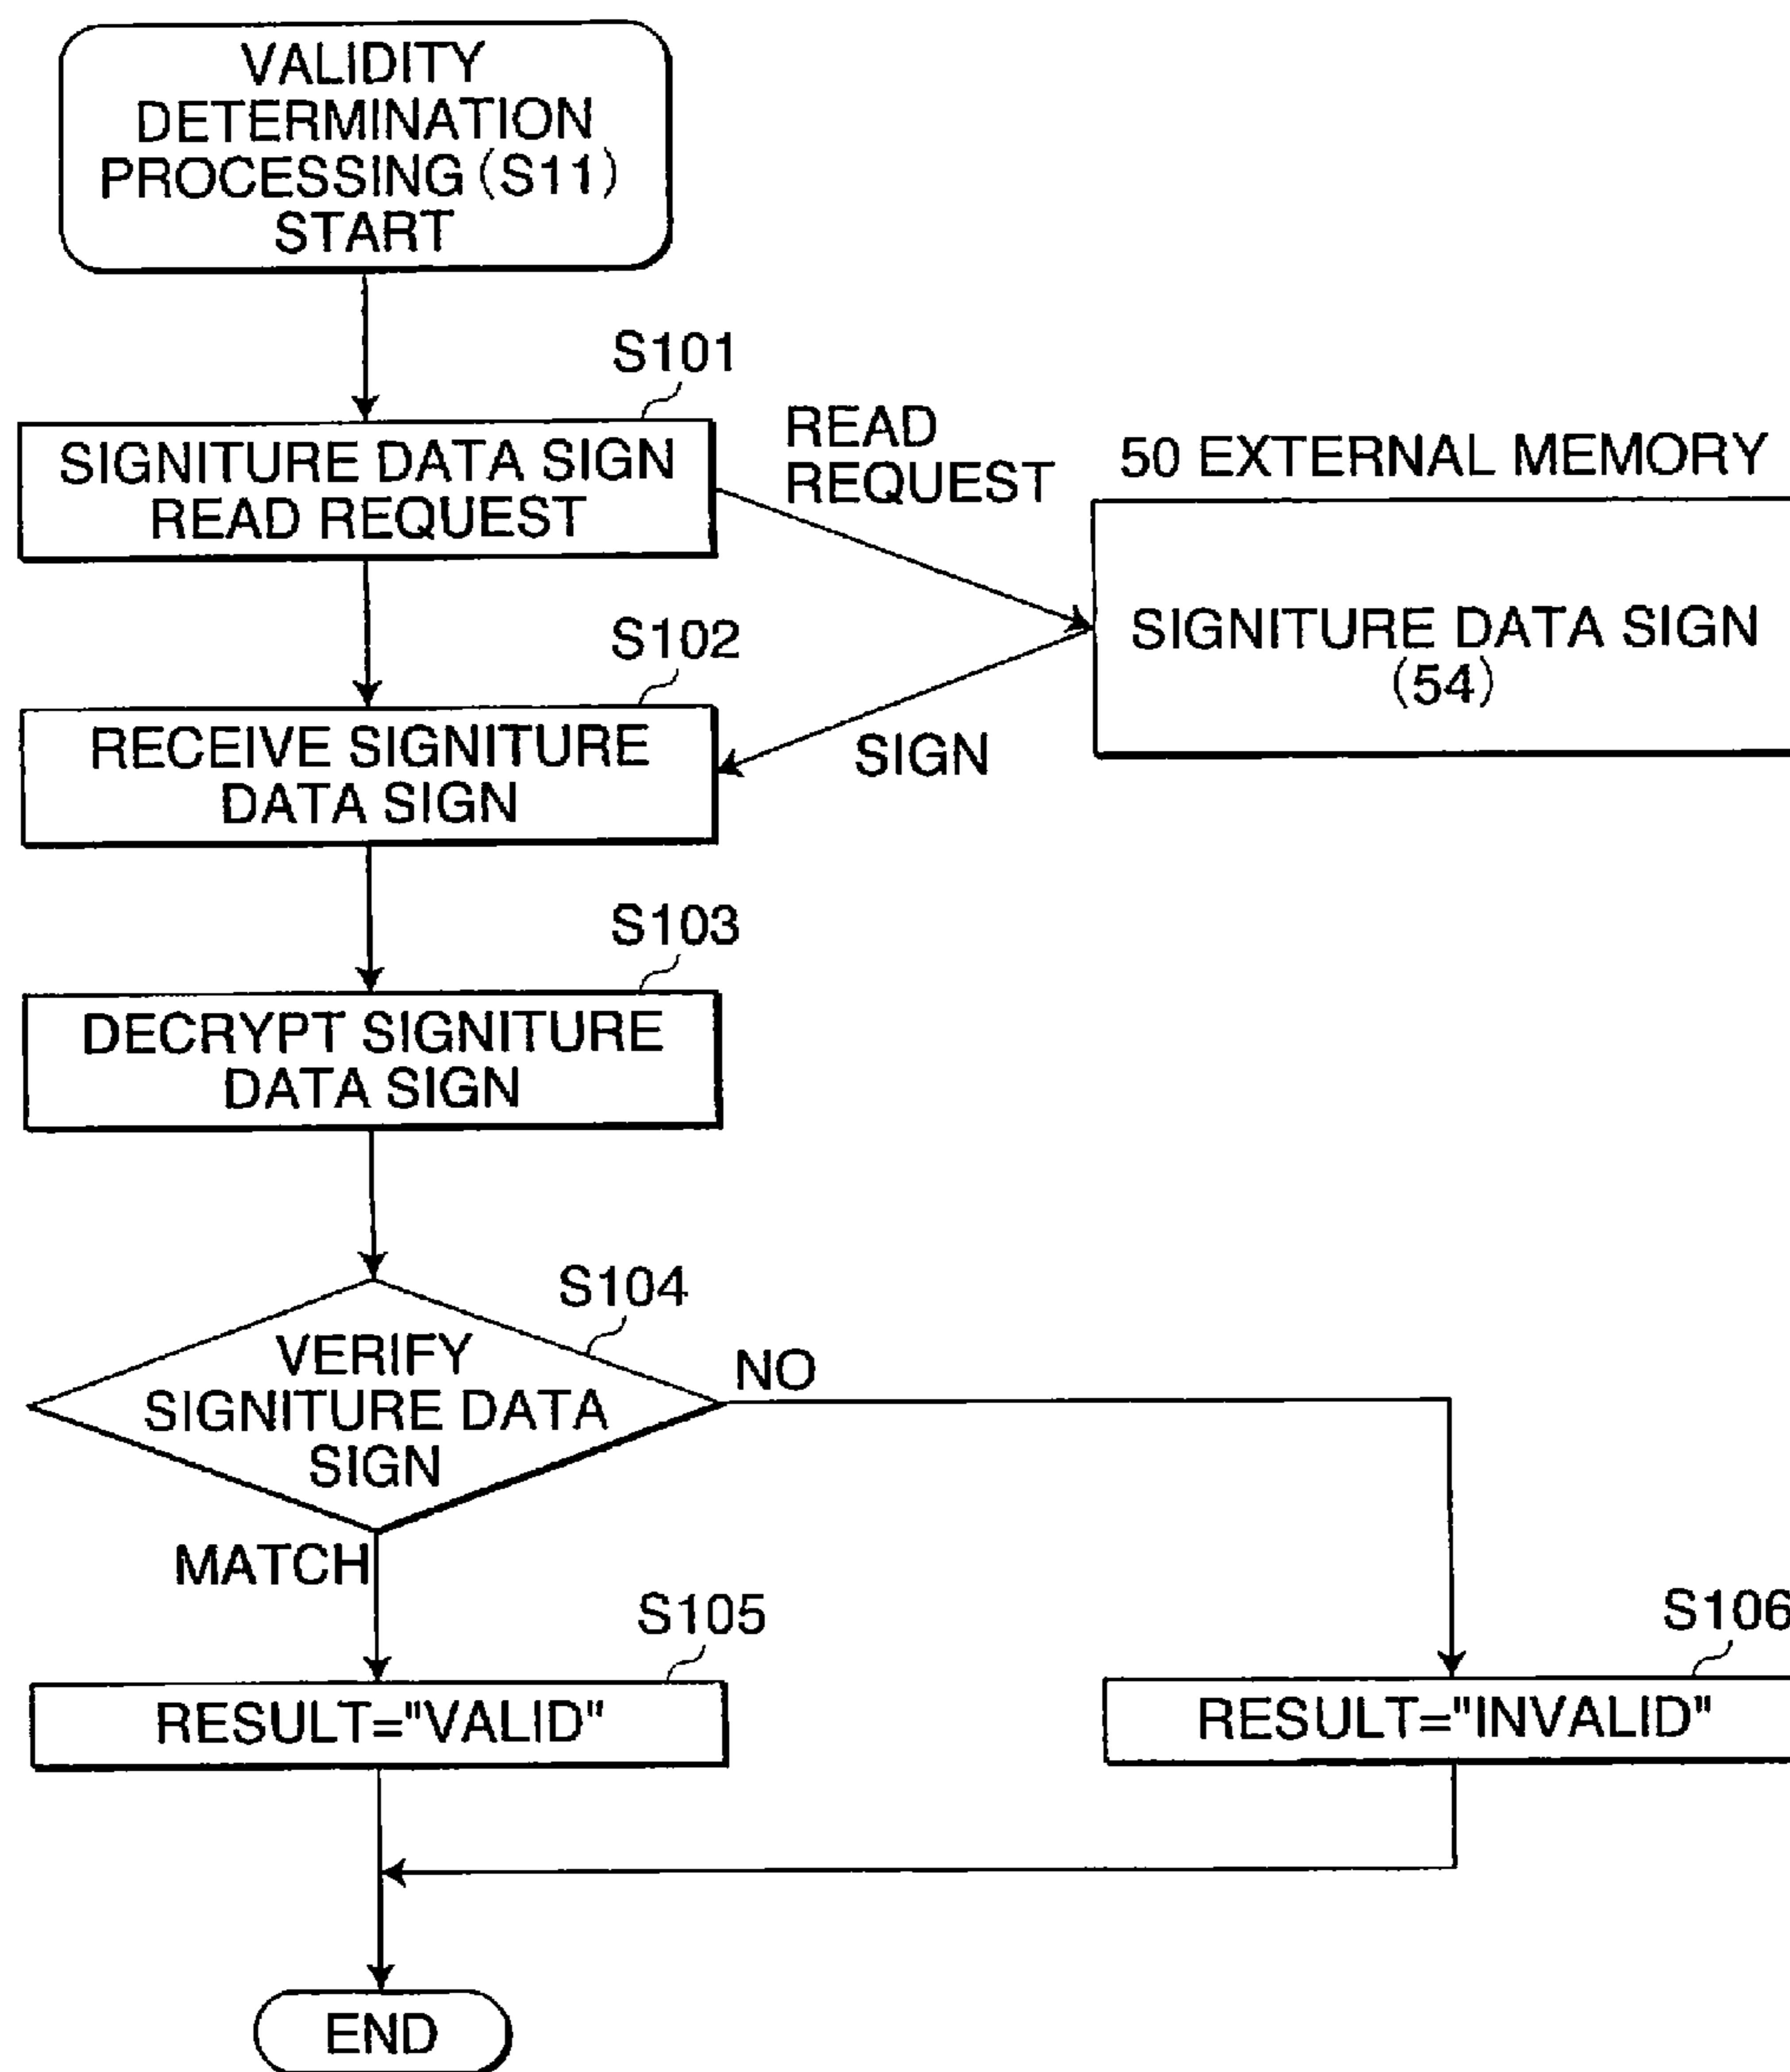 VALIDITY
DETERMINATION
PROCESSING (S11)
START
S101
SIGNITURE DATA SIGN
READ REQUEST
READ
REQUEST
50 EXTERNAL MEMORY
SIGNITURE DATA SIGN
(54)
S102
RECEIVE SIGNITURE
DATA SIGN
SIGN
S103
DECRYPT SIGNITURE
DATA SIGN
S104
VERIFY
SIGNITURE DATA
SIGN
NO
MATCH
S105
RESULT="VALID"
S106
RESULT="INVALID"
END